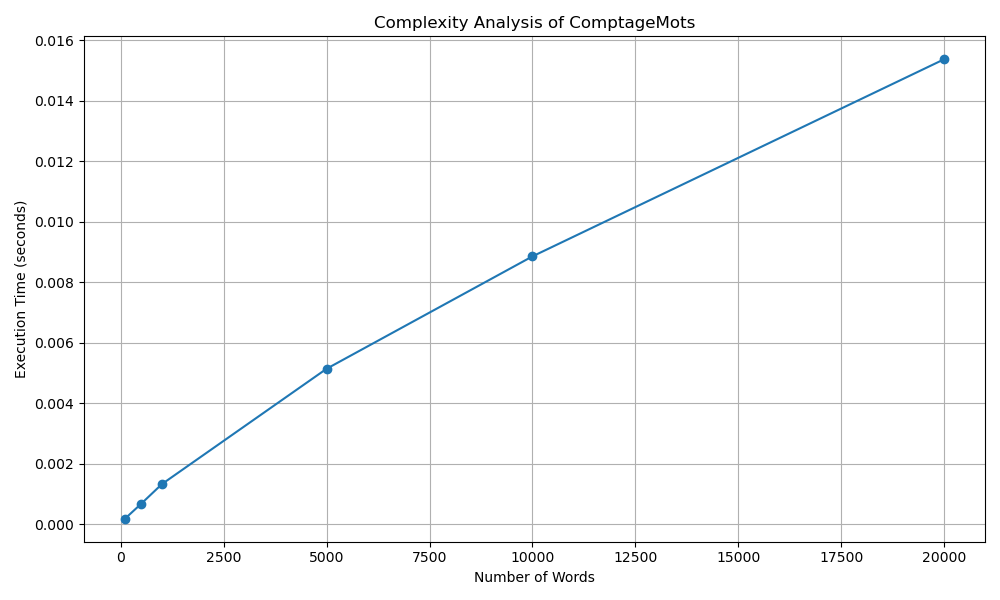 Complexity Analysis of ComptageMots
0.016
0.014
0.012
0.010
0.008
0.006
0.004
0.002
0.000
Execution Time (seconds)
0 2500 5000 7500 10000 12500 15000 17500 20000
Number of Words